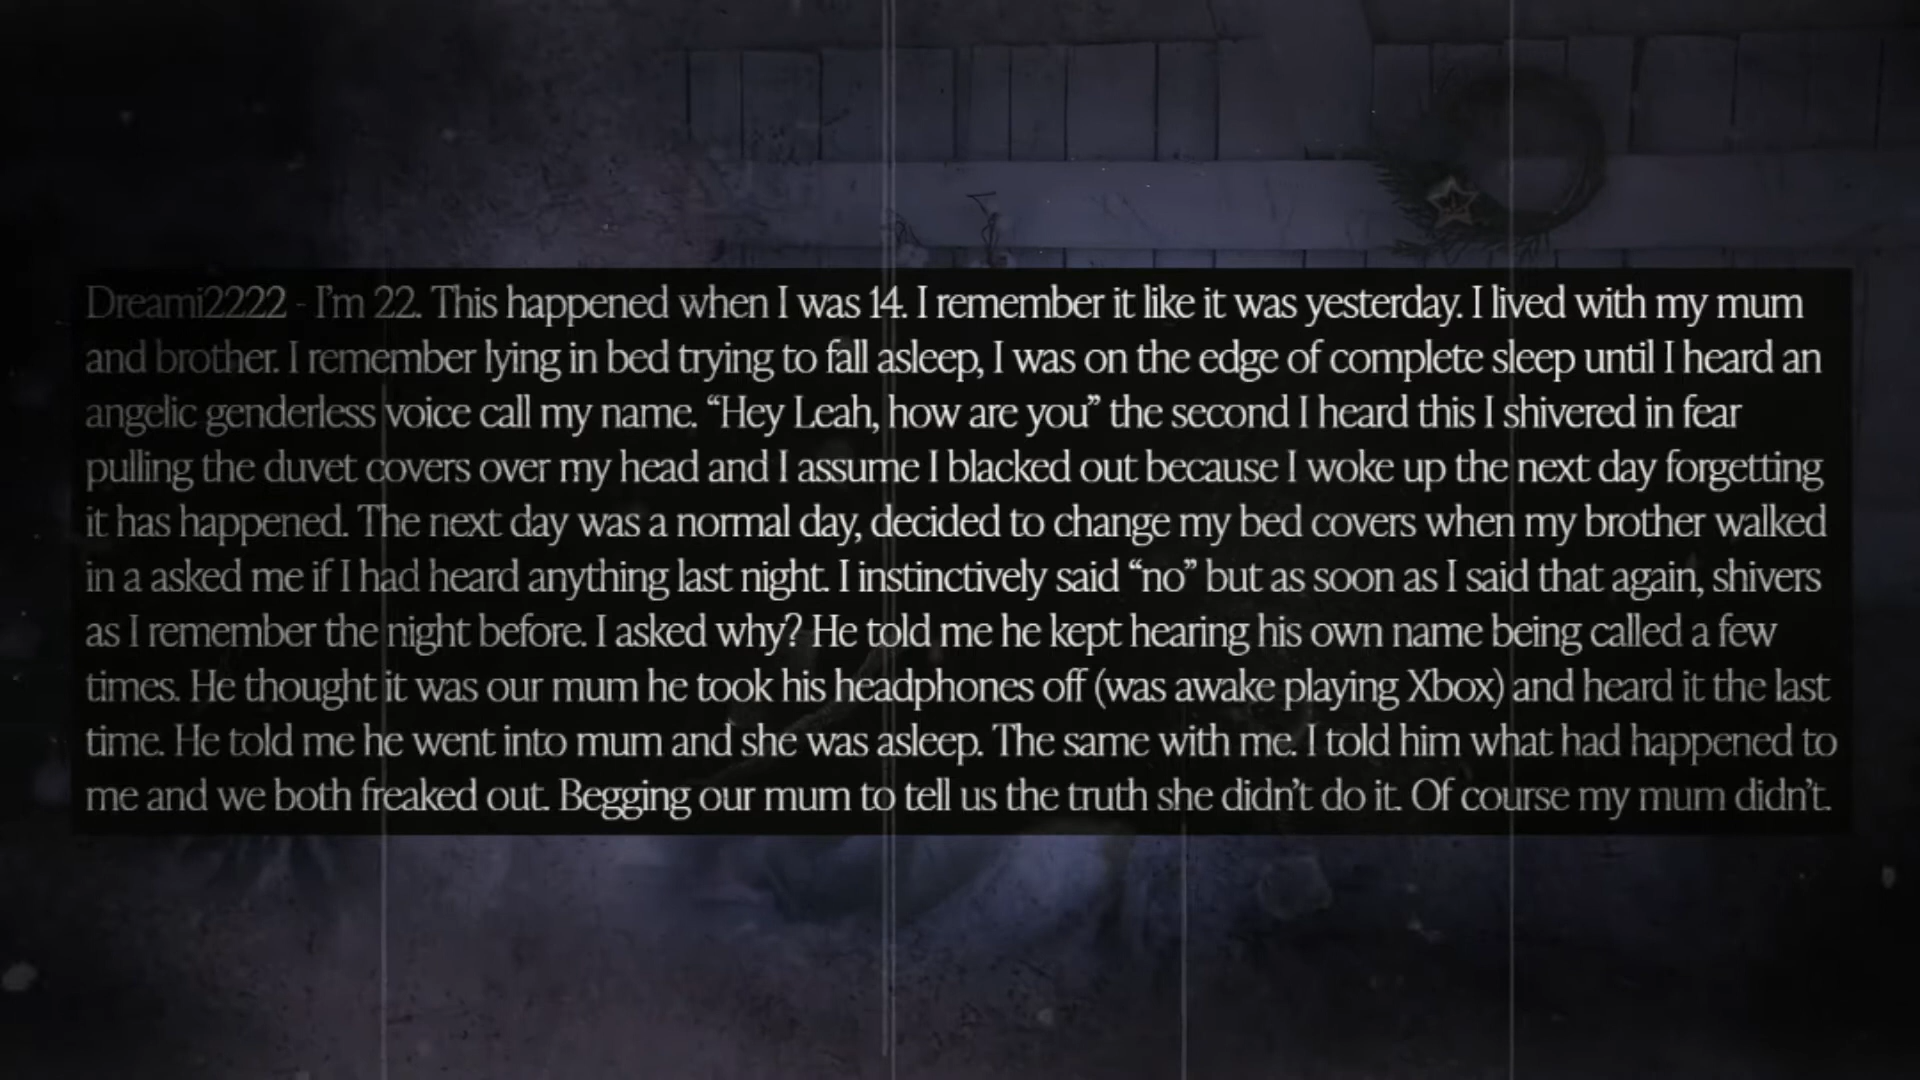 Dreami2222 - I'm 22. This happened when I was 14. I remember it like it was yesterday. I lived with my mum
and brother. I remember lying in bed trying to fall asleep, I was on the edge of complete sleep until I heard an
angelic genderless voice call my name. “Hey Leah, how are you” the second I heard this I shivered in fear
pulling the duvet covers over my head and I assume I blacked out because I woke up the next day forgetting
it has happened. The next day was a normal day, decided to change my bed covers when my brother walked
in a asked me if I had heard anything last night. I instinctively said “no” but as soon as I said that again, shivers
as I remember the night before. I asked why? He told me he kept hearing his own name being called a few
times. He thought it was our mum he took his headphones off (was awake playing Xbox) and heard it the last
time. He told me he went into mum and she was asleep. The same with me. I told him what had happened to
me and we both freaked out. Begging our mum to tell us the truth she didn't do it. Of course my mum didn't.